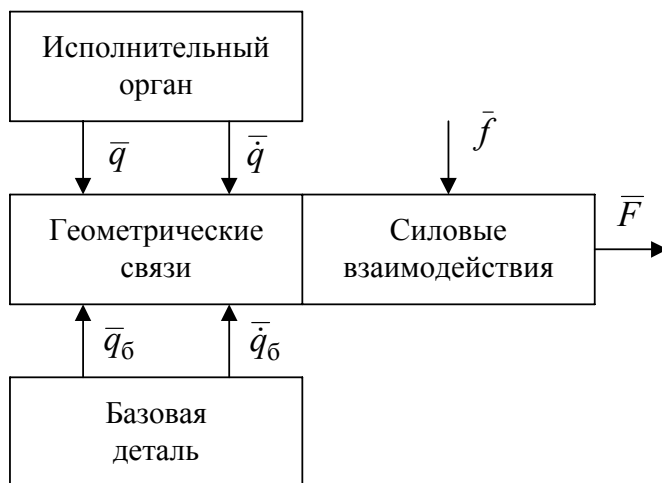 Исполнительный
орган
q̅ q̇̅ f̄
F̅
Геометрические
связи
Силовые
взаимодействия
q̅б q̇̅б
Базовая
деталь